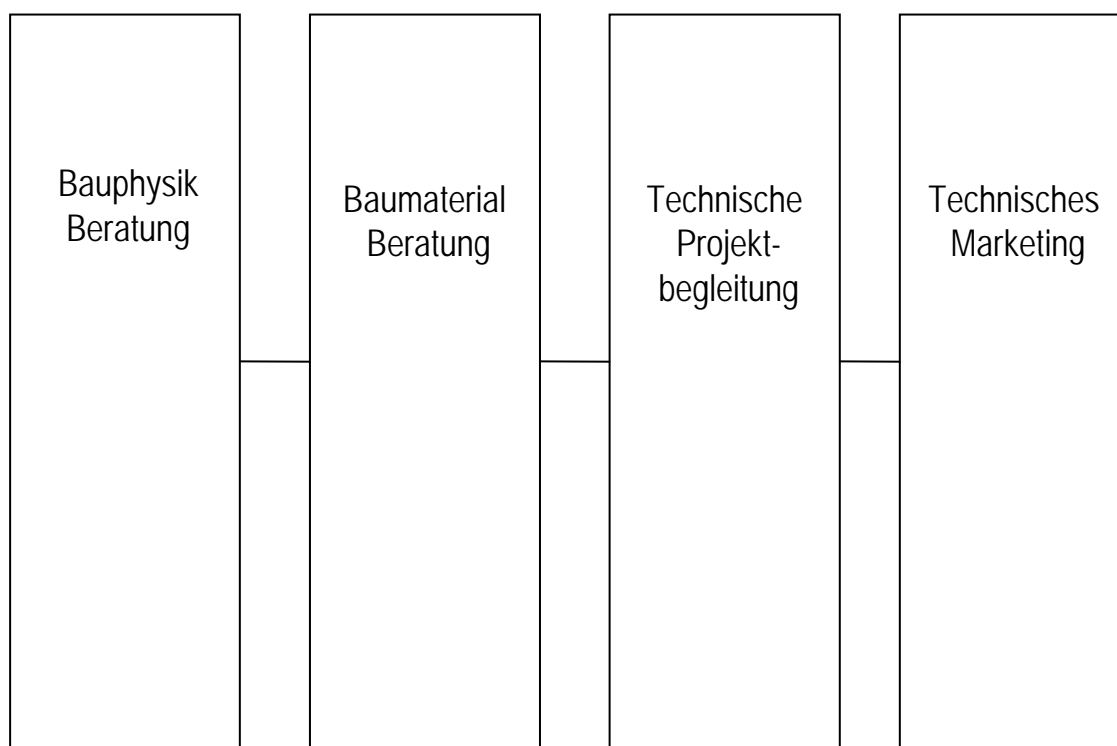 Bauphysik
Beratung
Baumaterial
Beratung
Technische
Projekt-
begleitung
Technisches
Marketing